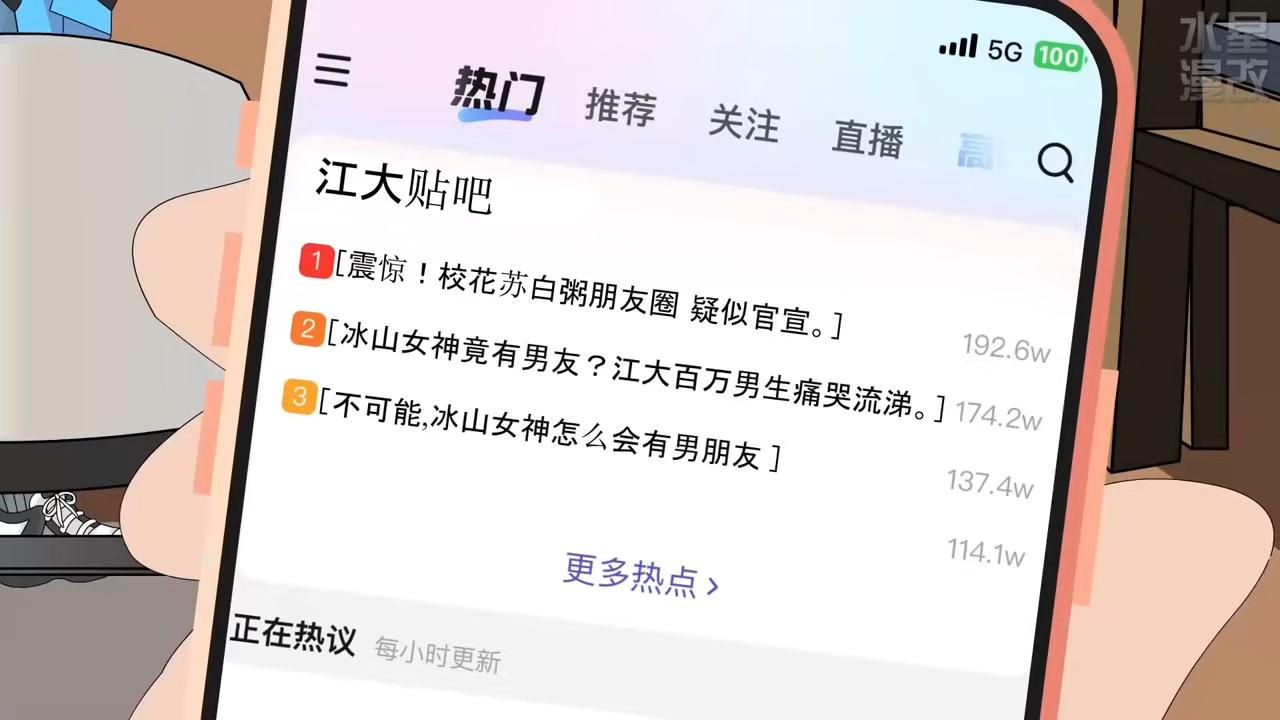 水星
漫改
5G 100
热门 推荐 关注 直播 高
江大贴吧
1 [震惊！校花苏白粥朋友圈 疑似官宣。] 192.6w
2 [冰山女神竟有男友？江大百万男生痛哭流涕。] 174.2w
3 [不可能,冰山女神怎么会有男朋友] 137.4w
114.1w
更多热点 >
正在热议 每小时更新